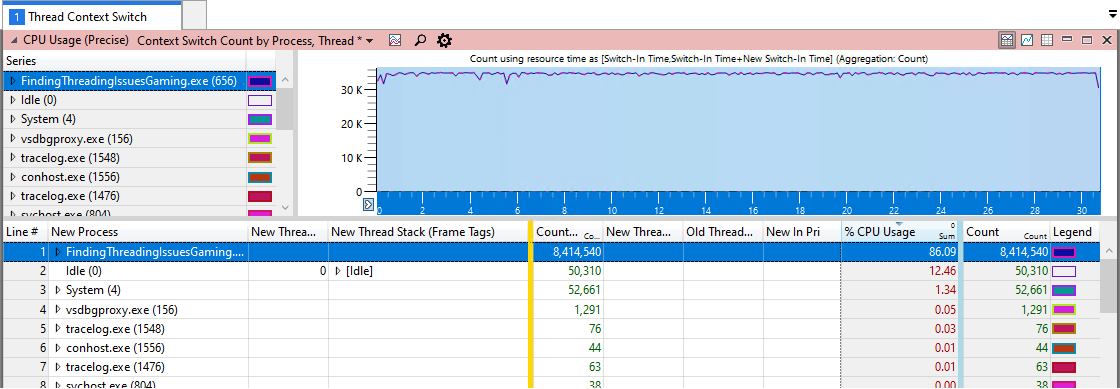 1 Thread Context Switch
CPU Usage (Precise) Context Switch Count by Process, Thread *
Series
FindingThreadingIssuesGaming.exe (656)
Idle (0)
System (4)
vsdbgproxy.exe (156)
tracelog.exe (1548)
conhost.exe (1556)
tracelog.exe (1476)
svchost.exe (804)
Count using resource time as [Switch-In Time,Switch-In Time+New Switch-In Time] (Aggregation: Count)
30 K
20 K
10 K
0
0 2 4 6 8 10 12 14 16 18 20 22 24 26 28 30
Line # New Process New Threa... New Thread Stack (Frame Tags) Count... Co... New Threa... Old Thread... New In Pri % CPU Usage 0 Sum Count Count Legend
1 FindingThreadingIssuesGaming.... 8,414,540 86.09 8,414,540
2 Idle (0) 0 [Idle] 50,310 12.46 50,310
3 System (4) 52,661 1.34 52,661
4 vsdbgproxy.exe (156) 1,291 0.05 1,291
5 tracelog.exe (1548) 76 0.03 76
6 conhost.exe (1556) 44 0.01 44
7 tracelog.exe (1476) 63 0.01 63
8 svchost.exe (804) 38 0.00 38